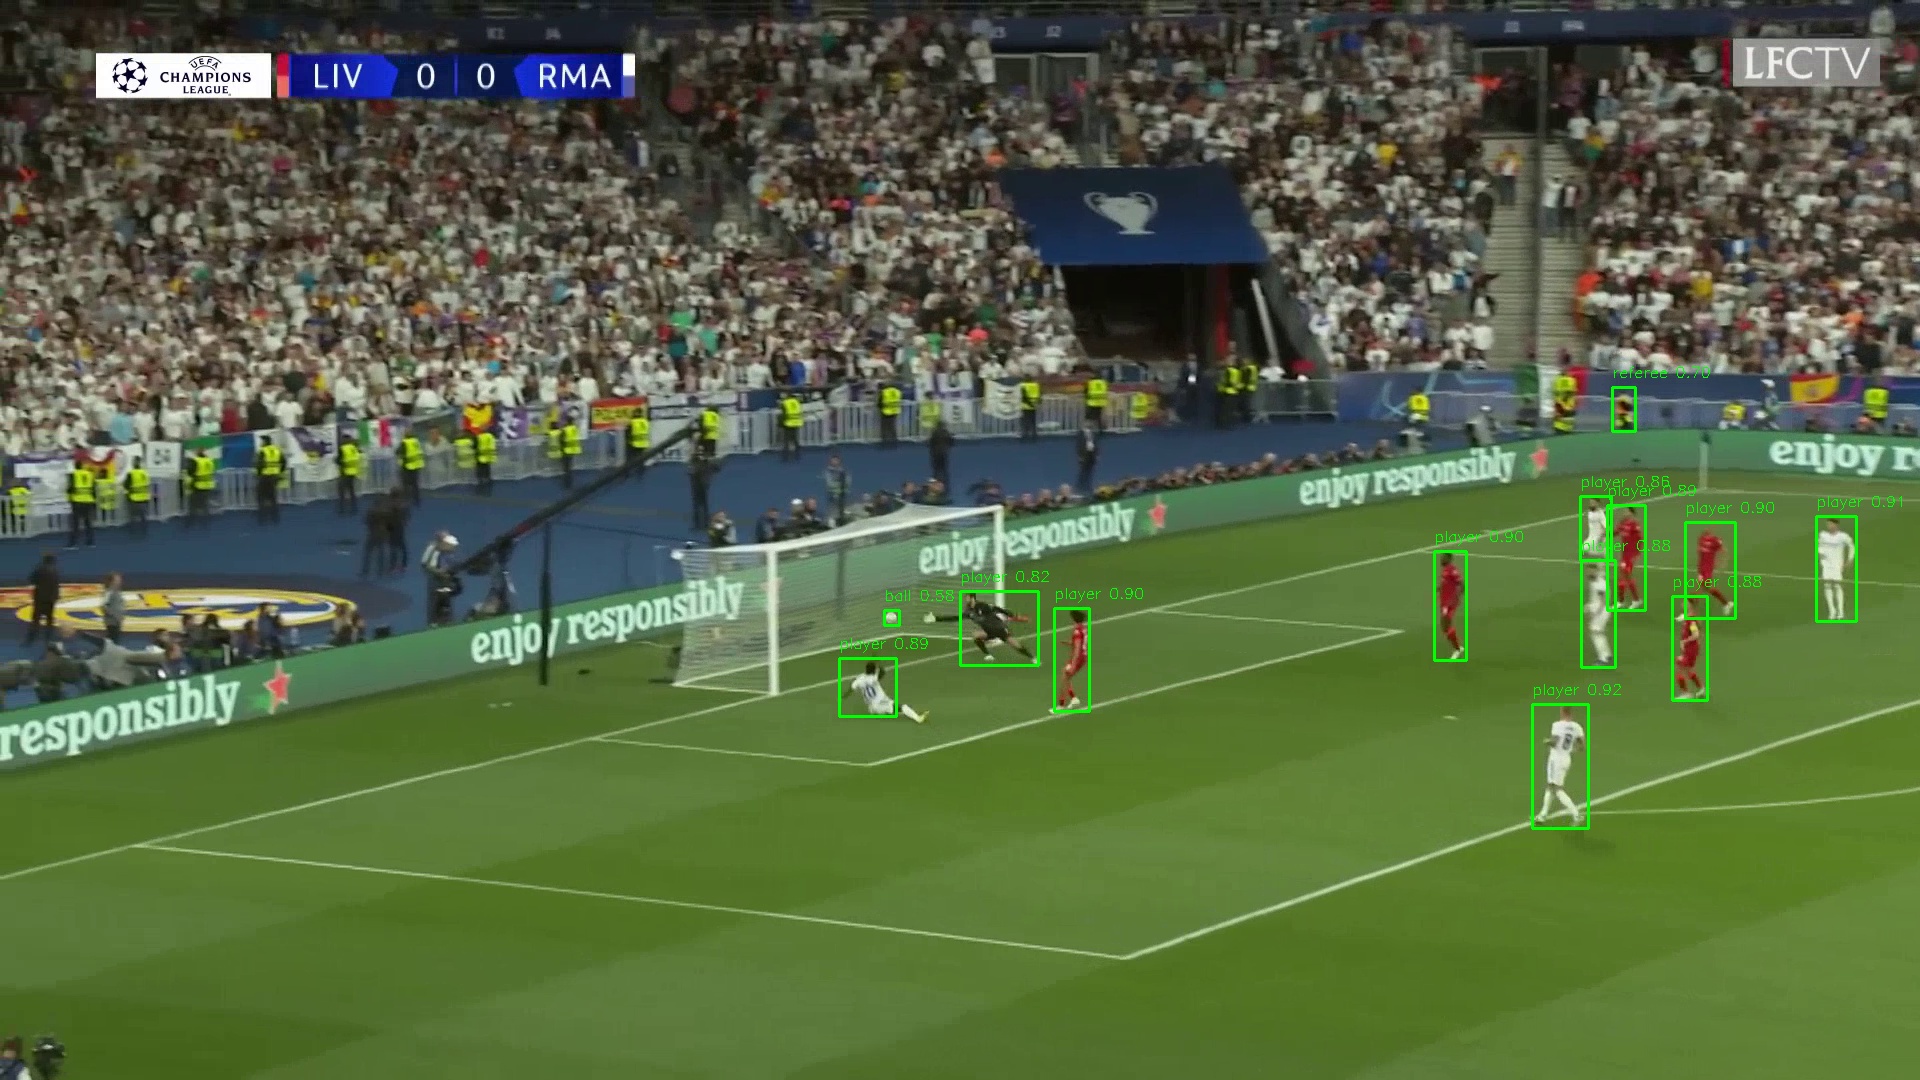 UEFA
CHAMPIONS
LEAGUE
LIV 0 0 RMA
LFCTV
referee 0.70
enjoy responsibly
enjoy r
player 0.86
player 0.89
player 0.90
player 0.91
enjoy responsibly
player 0.90
player 0.88
player 0.82
player 0.88
ball 0.58
player 0.90
enjoy responsibly
player 0.89
responsibly
player 0.92
10
8